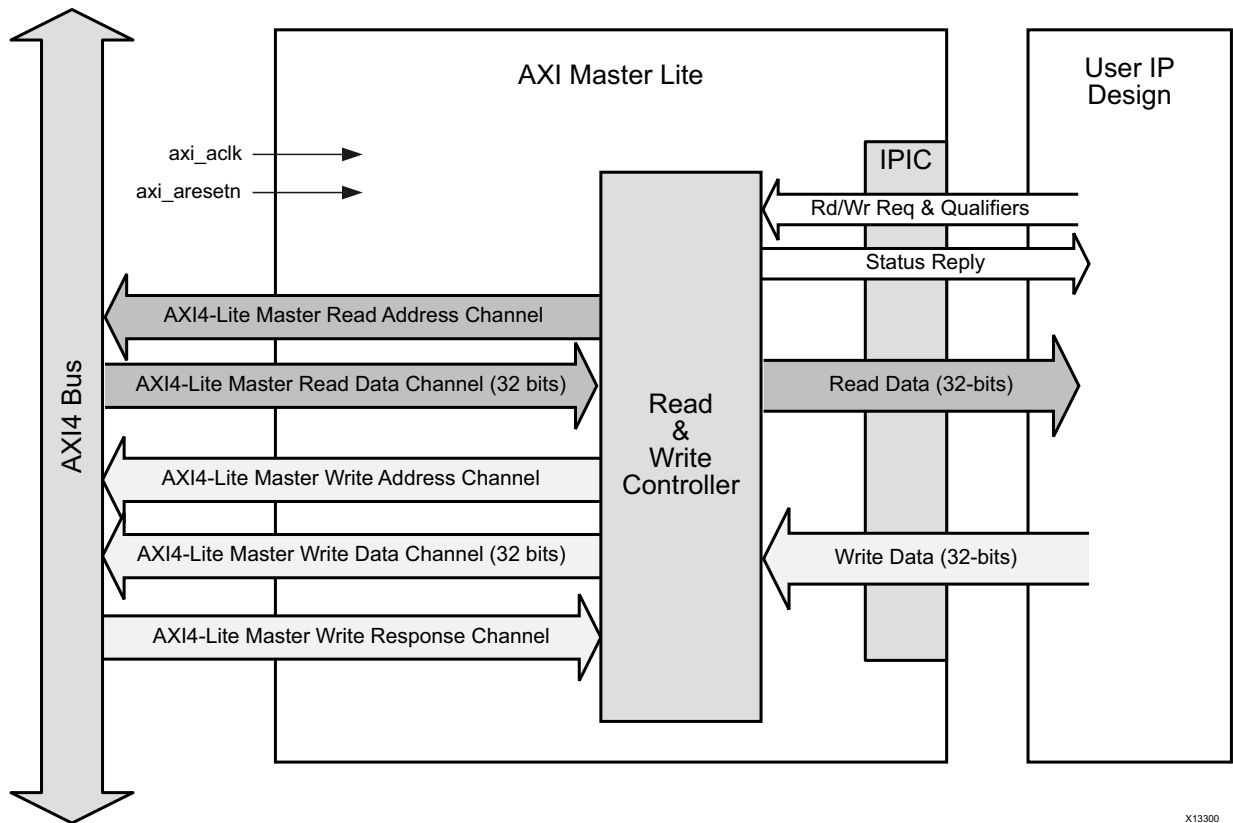 AXI Master Lite
User IP
Design
axi_aclk
axi_aresetn
IPIC
Rd/Wr Req & Qualifiers
Status Reply
AXI4-Lite Master Read Address Channel
AXI4-Lite Master Read Data Channel (32 bits)
Read Data (32-bits)
AXI4 Bus
Read
&
Write
Controller
AXI4-Lite Master Write Address Channel
AXI4-Lite Master Write Data Channel (32 bits)
Write Data (32-bits)
AXI4-Lite Master Write Response Channel
X13300